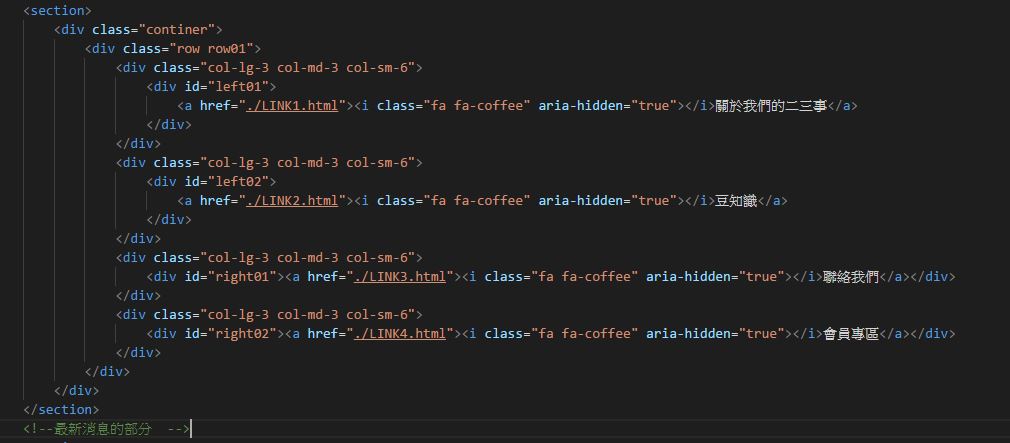 <section>
<div class="continer">
<div class="row row01">
<div class="col-lg-3 col-md-3 col-sm-6">
<div id="left01">
<a href="./LINK1.html"><i class="fa fa-coffee" aria-hidden="true"></i>關於我們的二三事</a>
</div>
</div>
<div class="col-lg-3 col-md-3 col-sm-6">
<div id="left02">
<a href="./LINK2.html"><i class="fa fa-coffee" aria-hidden="true"></i>豆知識</a>
</div>
</div>
<div class="col-lg-3 col-md-3 col-sm-6">
<div id="right01"><a href="./LINK3.html"><i class="fa fa-coffee" aria-hidden="true"></i>聯絡我們</a></div>
</div>
<div class="col-lg-3 col-md-3 col-sm-6">
<div id="right02"><a href="./LINK4.html"><i class="fa fa-coffee" aria-hidden="true"></i>會員專區</a></div>
</div>
</div>
</div>
</section>
<!--最新消息的部分  -->